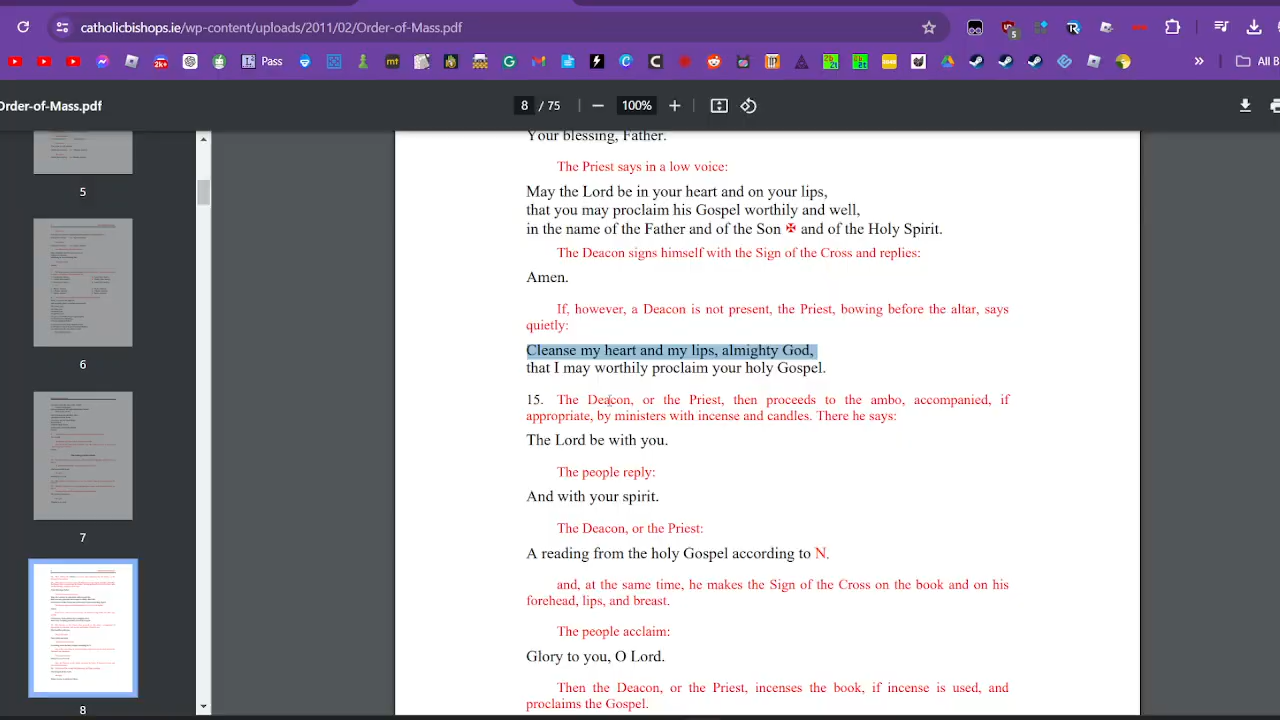 catholicbishops.ie/wp-content/uploads/2011/02/Order-of-Mass.pdf
5
2k+
Pass
mt
G
All B
Order-of-Mass.pdf
8 / 75
100%
5
6
7
8
Your blessing, Father.
The Priest says in a low voice:
May the Lord be in your heart and on your lips,
that you may proclaim his Gospel worthily and well,
in the name of the Father and of the Son ✠ and of the Holy Spirit.
The Deacon signs himself with the Sign of the Cross and replies:
Amen.
If, however, a Deacon is not present, the Priest, bowing before the altar, says
quietly:
Cleanse my heart and my lips, almighty God,
that I may worthily proclaim your holy Gospel.
15. The Deacon, or the Priest, then proceeds to the ambo, accompanied, if
appropriate, by ministers with incense and candles. There he says:
The Lord be with you.
The people reply:
And with your spirit.
The Deacon, or the Priest:
A reading from the holy Gospel according to N.
and, at the same time, he makes the Sign of the Cross on the book and on his
forehead, lips, and breast.
The people acclaim:
Glory to you, O Lord.
Then the Deacon, or the Priest, incenses the book, if incense is used, and
proclaims the Gospel.